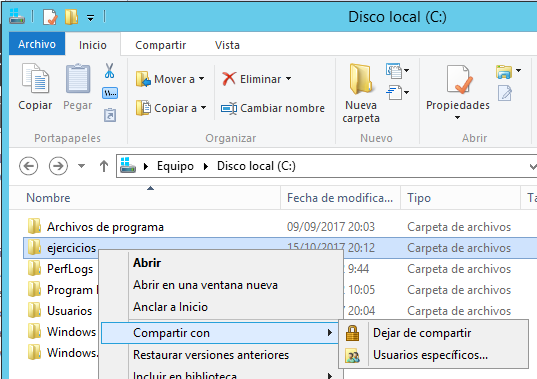 Disco local (C:)
Archivo Inicio Compartir Vista
Copiar Pegar
Mover a
Copiar a
Eliminar
Cambiar nombre
Nueva
carpeta
Propiedades
Portapapeles Organizar Nuevo Abrir
Equipo Disco local (C:)
Nombre Fecha de modifica... Tipo
Archivos de programa 09/09/2017 20:03 Carpeta de archivos
ejercicios 15/10/2017 20:12 Carpeta de archivos
PerfLogs 9:44 Carpeta de archivos
Program 10:05 Carpeta de archivos
Usuarios 20:04 Carpeta de archivos
Windows
Windows.
Abrir
Abrir en una ventana nueva
Anclar a Inicio
Compartir con
Restaurar versiones anteriores
Incluir en biblioteca
Dejar de compartir
Usuarios específicos...